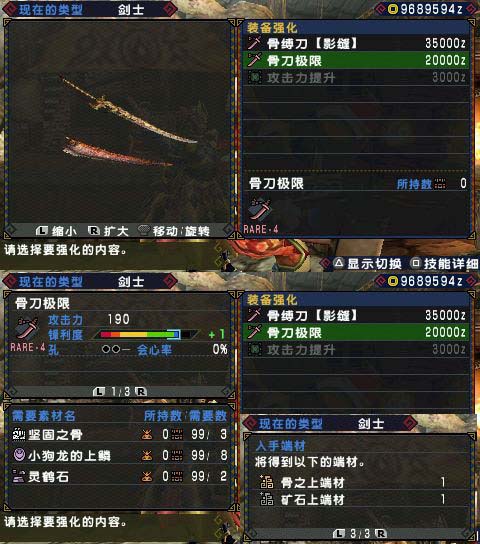 现在的类型 剑士
9689594z
装备强化
骨缚刀【影缝】 35000z
骨刀极限 20000z
攻击力提升 3000z
骨刀极限 所持数 0
RARE-4
L 缩小 R 扩大 移动/旋转
请选择要强化的内容。
△显示切换 □技能详细
现在的类型 剑士
9689594z
骨刀极限
攻击力 190
RARE-4
锋利度 +1
孔 ○○— 会心率 0%
L 1/3 R
装备强化
骨缚刀【影缝】 35000z
骨刀极限 20000z
攻击力提升 3000z
需要素材名 所持数/需要数
坚固之骨 0 99/ 3
小狗龙的上鳞 0 99/ 8
灵鹤石 0 99/ 2
请选择要强化的内容。
现在的类型 剑士
入手端材
将得到以下的端材。
骨之上端材 1
矿石上端材 1
L 3/3 R